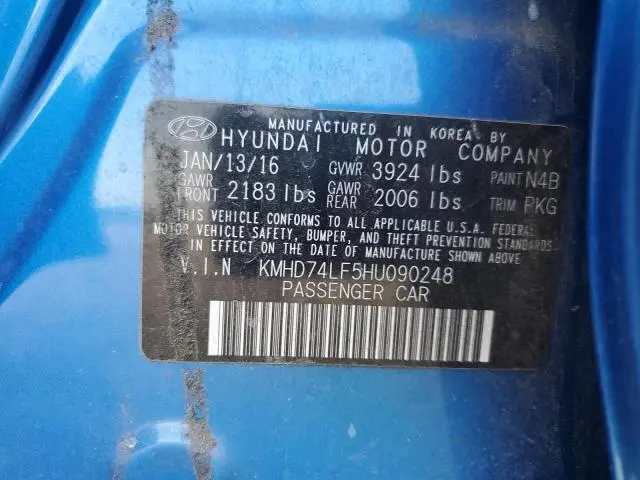 MANUFACTURED IN KOREA BY
HYUNDAI MOTOR COMPANY
JAN/13/16 GVWR 3924 lbs PAINT N4B
GAWR FRONT 2183 lbs GAWR REAR 2006 lbs TRIM PKG
THIS VEHICLE CONFORMS TO ALL APPLICABLE U.S.A. FEDERAL
MOTOR VEHICLE SAFETY, BUMPER, AND THEFT PREVENTION STANDARDS
IN EFFECT ON THE DATE OF MANUFACTURE SHOWN ABOVE
V.I.N KMHD74LF5HU090248
PASSENGER CAR